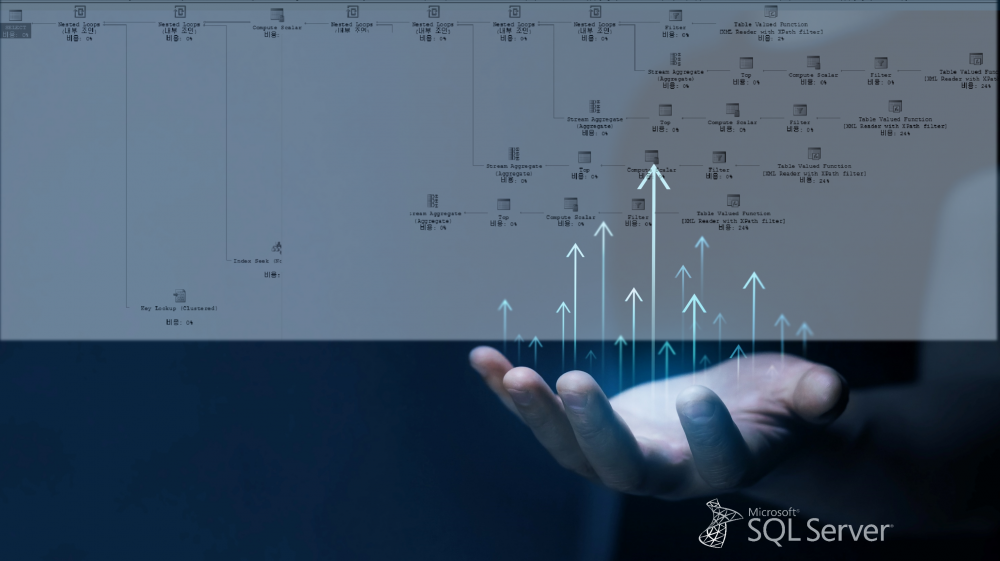 SELECT
비용: 0%
Nested Loops
(내부 조인)
비용: 0%
Nested Loops
(내부 조인)
비용: 0%
Compute Scalar
비용:
Nested Loops
(내부 조인)
Nested Loops
(내부 조인)
비용: 0%
Nested Loops
(내부 조인)
비용: 0%
Nested Loops
(내부 조인)
비용: 0%
Filter
비용: 0%
Table Valued Function
[XML Reader with XPath filter]
비용: 2%
Stream Aggregate
(Aggregate)
비용: 0%
Top
비용: 0%
Compute Scalar
비용: 0%
Filter
비용: 0%
Table Valued Func
[XML Reader with XPath
비용: 24%
Stream Aggregate
(Aggregate)
비용: 0%
Top
비용: 0%
Compute Scalar
비용: 0%
Filter
비용: 0%
Table Valued Function
[XML Reader with XPath filter]
비용: 24%
Stream Aggregate
(Aggregate)
비용: 0%
Top
비용: 0%
Compute Scalar
Filter
비용: 0%
Table Valued Function
[XML Reader with XPath filter]
비용: 24%
Stream Aggregate
(Aggregate)
비용: 0%
Top
비용: 0%
Compute Scalar
비용: 0%
Filter
비용: 0%
Table Valued Function
[XML Reader with XPath filter]
비용: 24%
Index Seek
비용:
Key Lookup (Clustered)
비용: 0%
Microsoft®
SQL Server®